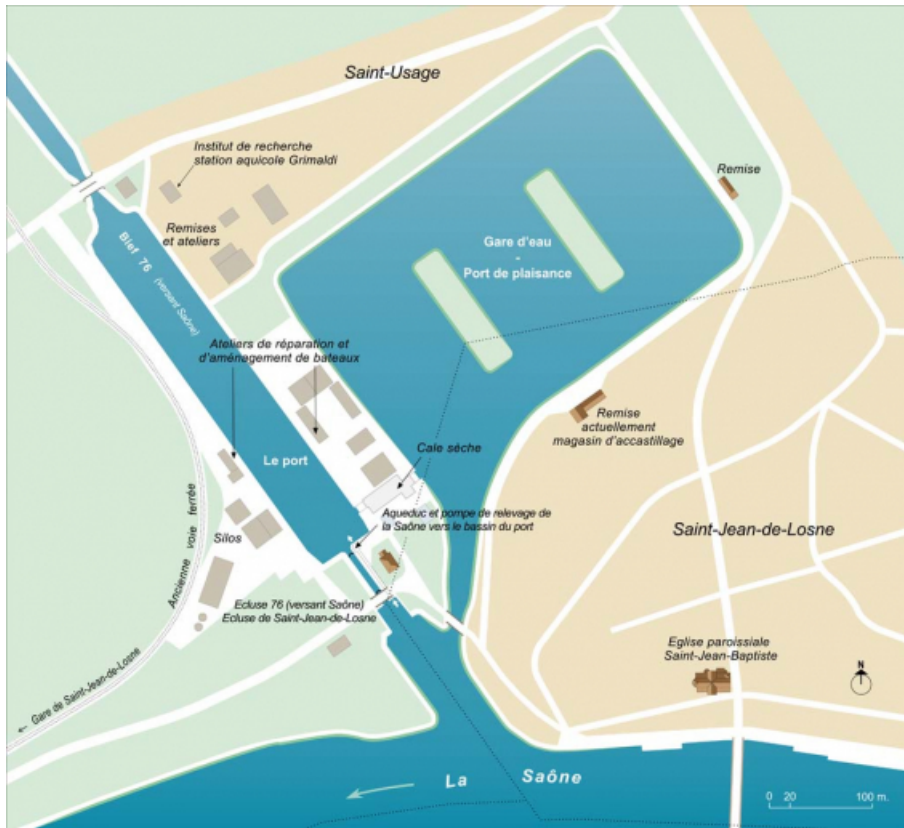 Saint-Usage
Institut de recherche
station aquicole Grimaldi
Remise
Remises
et ateliers
Bief 76 (versant Saône)
Gare d'eau
-
Port de plaisance
Ateliers de réparation et
d'aménagement de bateaux
Remise
actuellement
magasin d'accastillage
Le port
Cale sèche
Aqueduc et pompe de relevage de
la Saône vers le bassin du port
Ancienne voie ferrée
Silos
Saint-Jean-de-Losne
Ecluse 76 (versant Saône)
Ecluse de Saint-Jean-de-Losne
Eglise paroissiale
Saint-Jean-Baptiste
N
← Gare de Saint-Jean-de-Losne
La Saône
0 20 100 m.